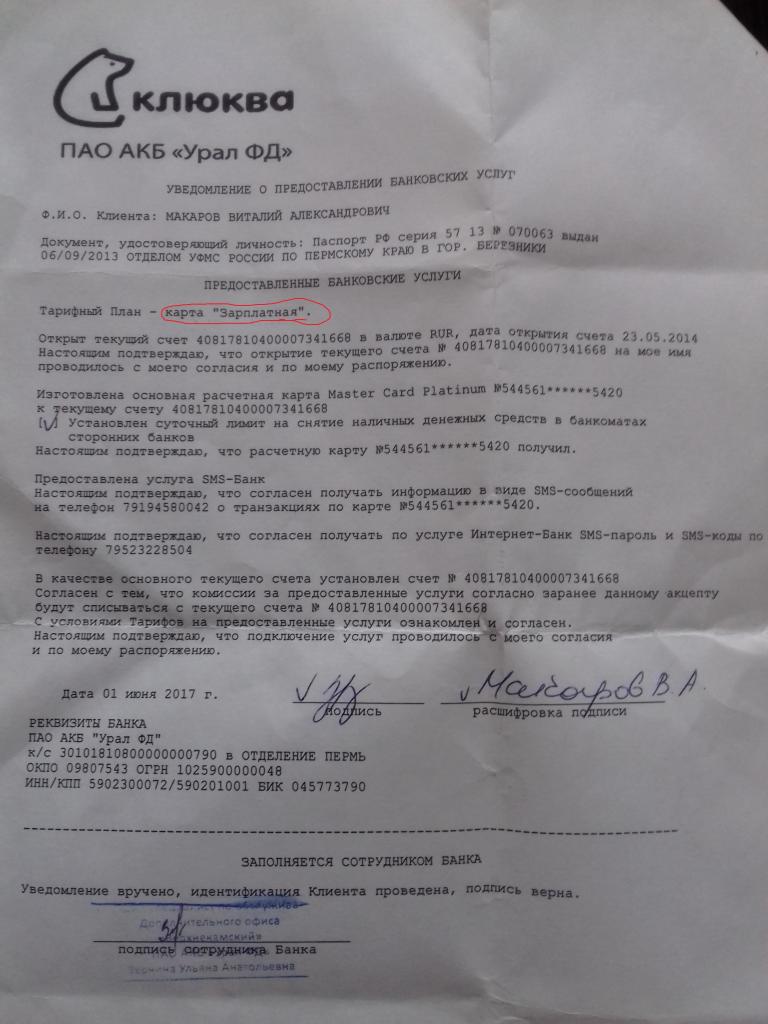 клюква
ПАО АКБ «Урал ФД»
УВЕДОМЛЕНИЕ О ПРЕДОСТАВЛЕНИИ БАНКОВСКИХ УСЛУГ
Ф.И.О. Клиента: МАКАРОВ ВИТАЛИЙ АЛЕКСАНДРОВИЧ
Документ, удостоверяющий личность: Паспорт РФ серия 57 13 № 070063 выдан
06/09/2013 ОТДЕЛОМ УФМС РОССИИ ПО ПЕРМСКОМУ КРАЮ В ГОР. БЕРЕЗНИКИ
ПРЕДОСТАВЛЕННЫЕ БАНКОВСКИЕ УСЛУГИ
Тарифный План - карта "Зарплатная".
Открыт текущий счет 40817810400007341668 в валюте RUR, дата открытия счета 23.05.2014
Настоящим подтверждаю, что открытие текущего счета № 40817810400007341668 на мое имя
проводилось с моего согласия и по моему распоряжению.
Изготовлена основная расчетная карта Master Card Platinum №544561******5420
к текущему счету 40817810400007341668
[v] Установлен суточный лимит на снятие наличных денежных средств в банкоматах
сторонних банков
Настоящим подтверждаю, что расчетную карту №544561******5420 получил.
Предоставлена услуга SMS-Банк
Настоящим подтверждаю, что согласен получать информацию в виде SMS-сообщений
на телефон 79194580042 о транзакциях по карте №544561******5420.
Настоящим подтверждаю, что согласен получать по услуге Интернет-Банк SMS-пароль и SMS-коды по
телефону 79523228504
В качестве основного текущего счета установлен счет № 40817810400007341668
Согласен с тем, что комиссии за предоставленные услуги согласно заранее данному акцепту
будут списываться с текущего счета № 40817810400007341668
С условиями Тарифов на предоставленные услуги ознакомлен и согласен.
Настоящим подтверждаю, что подключение услуг проводилось с моего согласия
и по моему распоряжению.
Дата 01 июня 2017 г.
Макаров В.А.
подпись расшифровка подписи
РЕКВИЗИТЫ БАНКА
ПАО АКБ "Урал ФД"
к/с 30101810800000000790 в ОТДЕЛЕНИЕ ПЕРМЬ
ОКПО 09807543 ОГРН 1025900000048
ИНН/КПП 5902300072/590201001 БИК 045773790
ЗАПОЛНЯЕТСЯ СОТРУДНИКОМ БАНКА
Уведомление вручено, идентификация Клиента проведена, подпись верна.
Дополнительного офиса
подпись сотрудника Банка
Ульяна Анатольевна